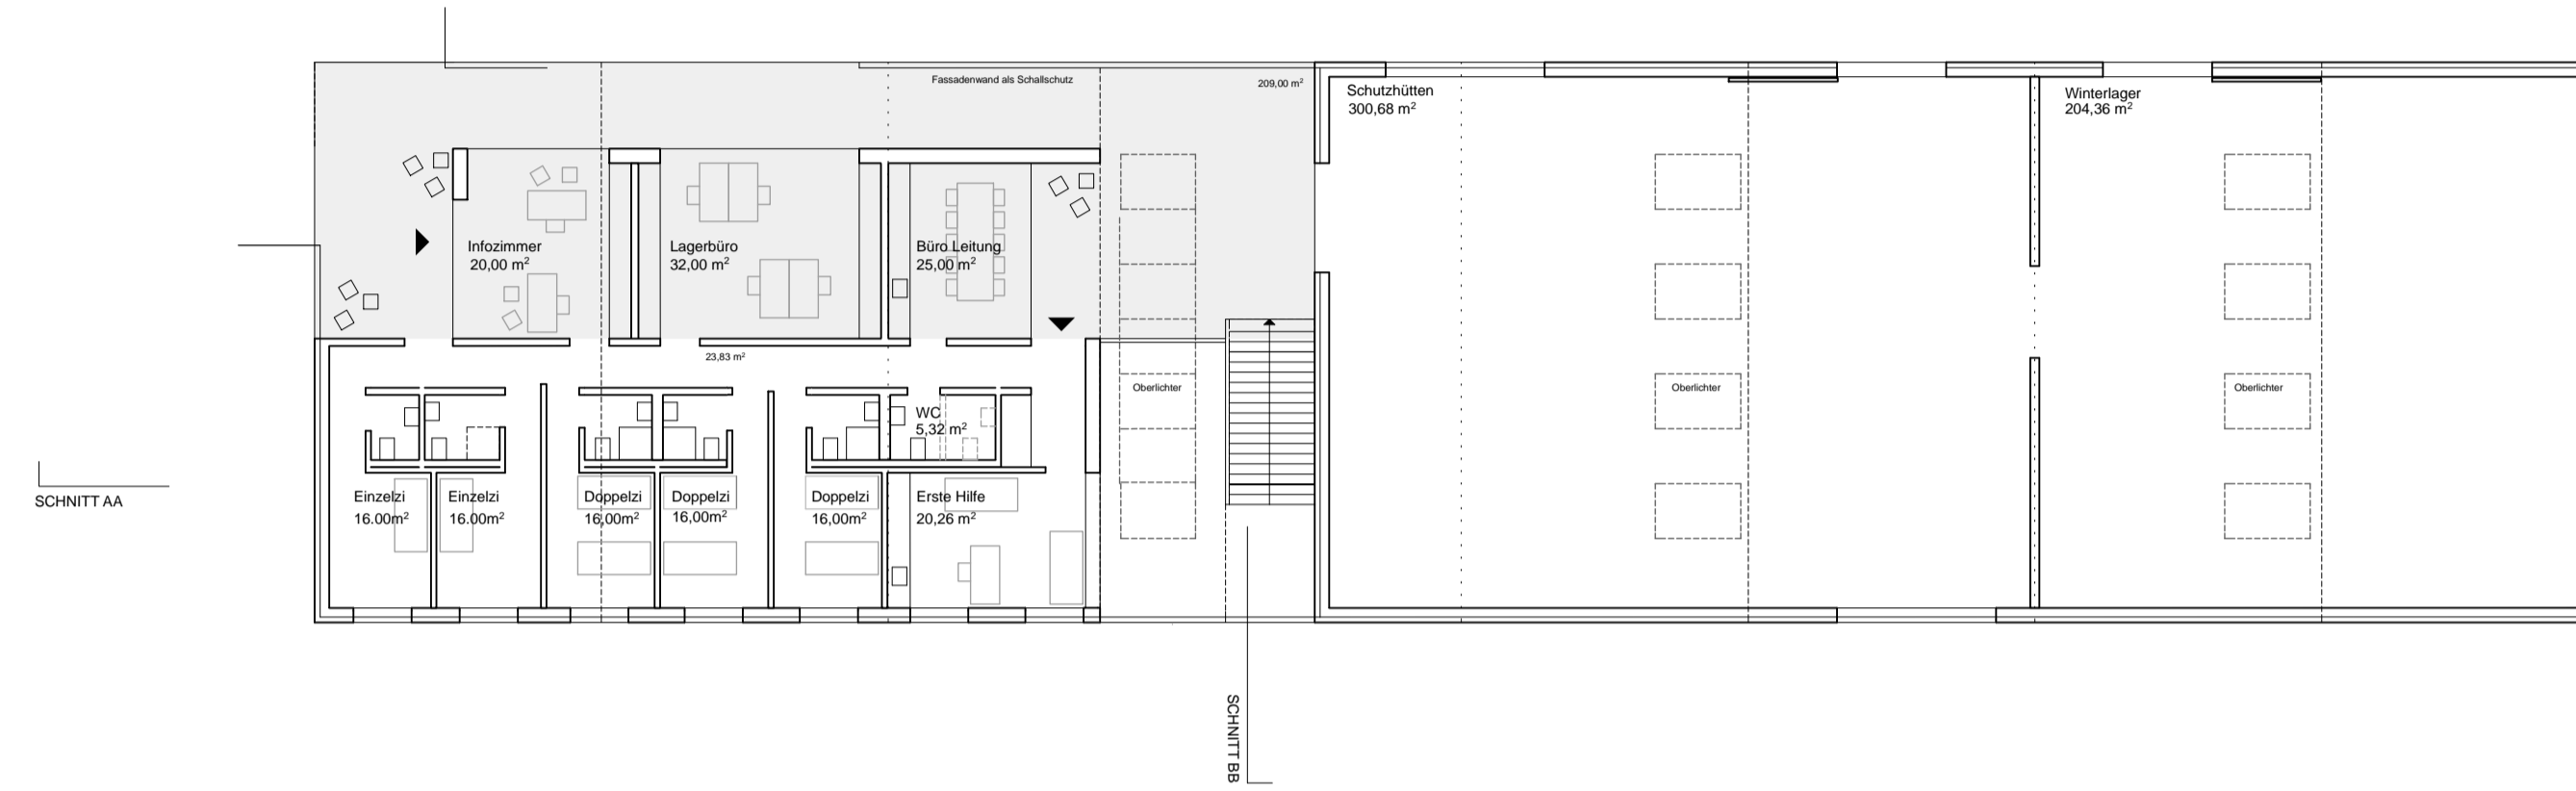 Fassadenwand als Schallschutz
209,00 m²
Schutzhütten
300,68 m²
Winterlager
204,36 m²
Infozimmer
20,00 m²
Lagerbüro
32,00 m²
Büro Leitung
25,00 m²
23,83 m²
Oberlichter
Oberlichter
Oberlichter
WC
5,32 m²
SCHNITT AA
Einzelzi
16.00m²
Einzelzi
16.00m²
Doppelzi
16,00m²
Doppelzi
16,00m²
Doppelzi
16,00m²
Erste Hilfe
20,26 m²
SCHNITT BB